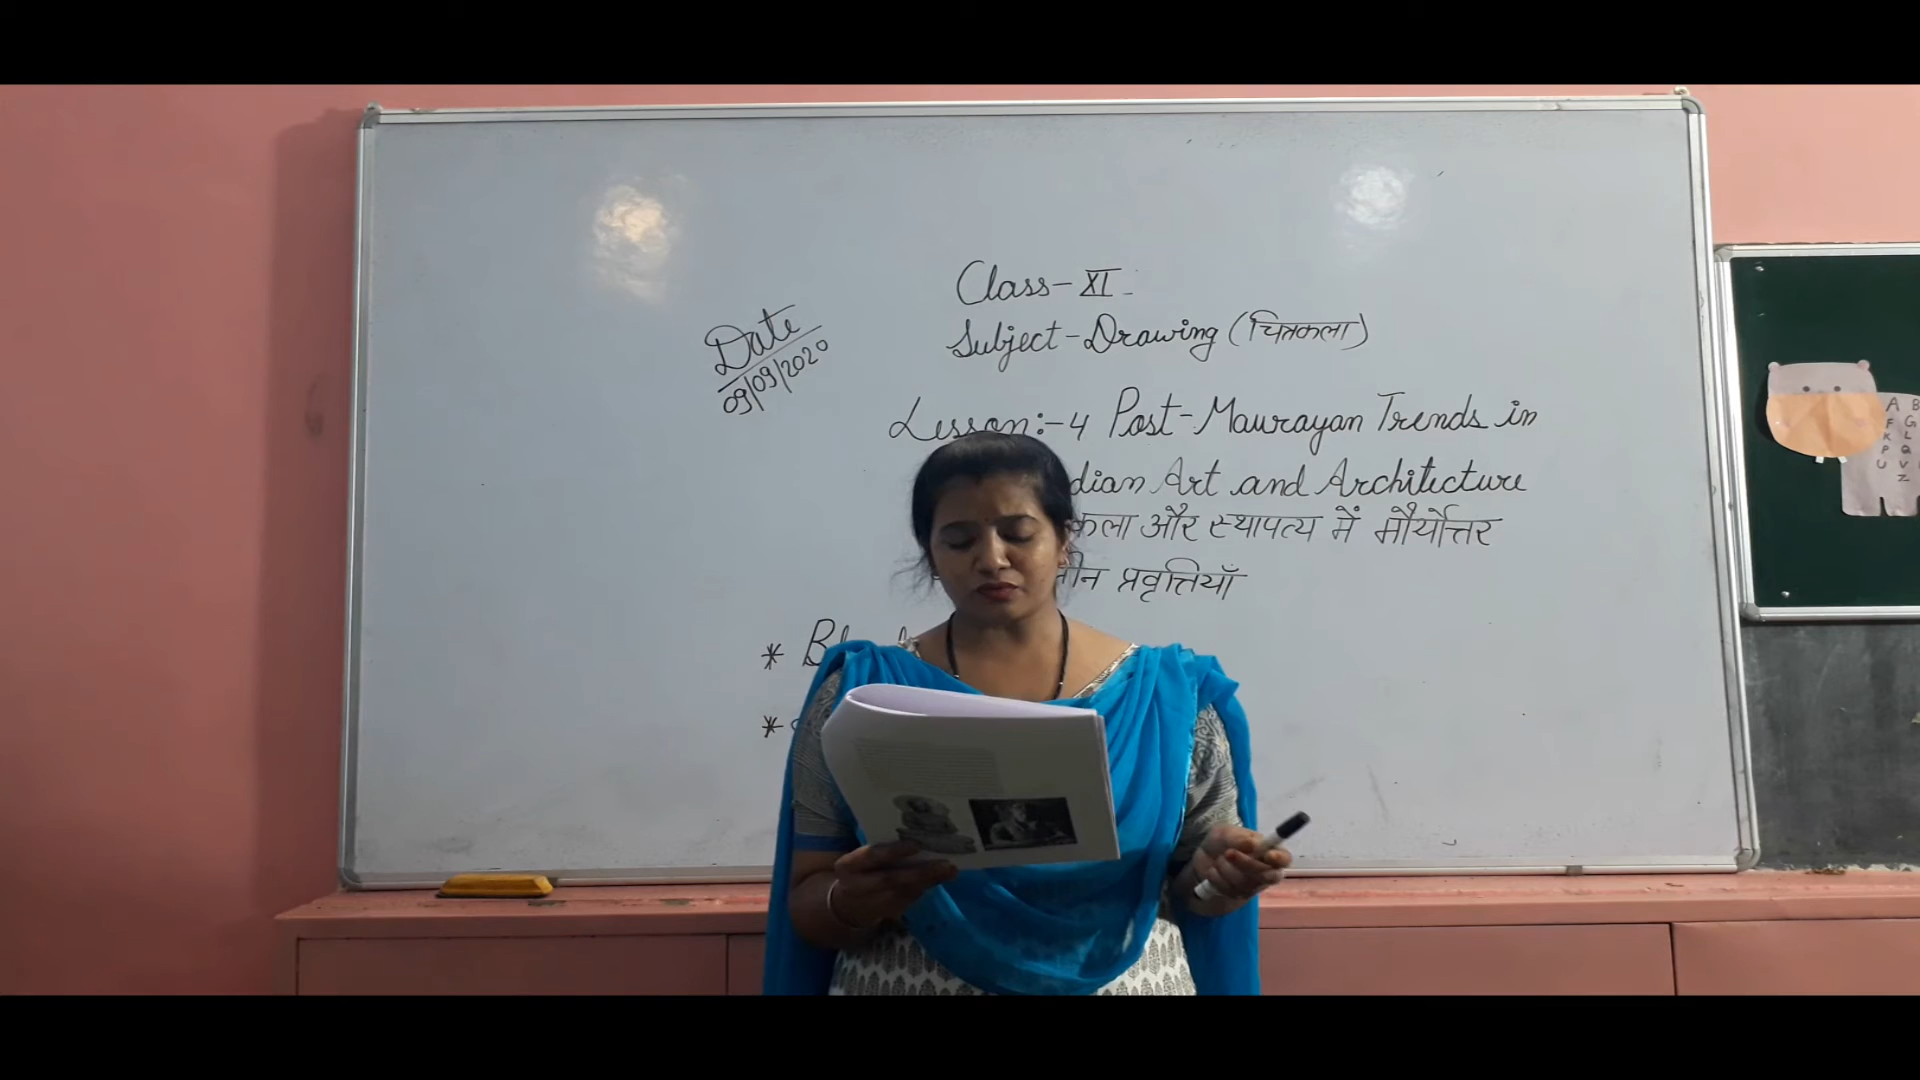 Class-XI
Subject-Drawing (चित्रकला)
Date
09/09/2020
Lesson:-4 Post-Maurayan Trends in
dian Art and Architecture
कला और स्थापत्य में मौर्योत्तर
प्रवृत्तियाँ
*
*
A B
F G
K L
P Q
U V
Z